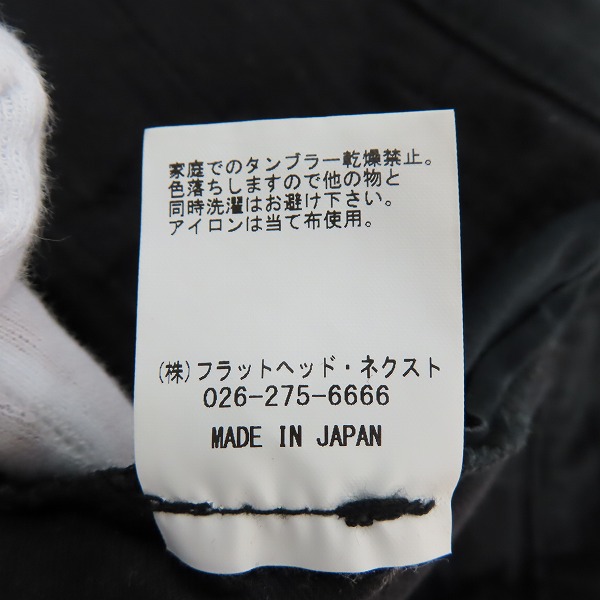 家庭でのタンブラー乾燥禁止。
色落ちしますので他の物と
同時洗濯はお避け下さい。
アイロンは当て布使用。
(株)フラットヘッド・ネクスト
026-275-6666
MADE IN JAPAN